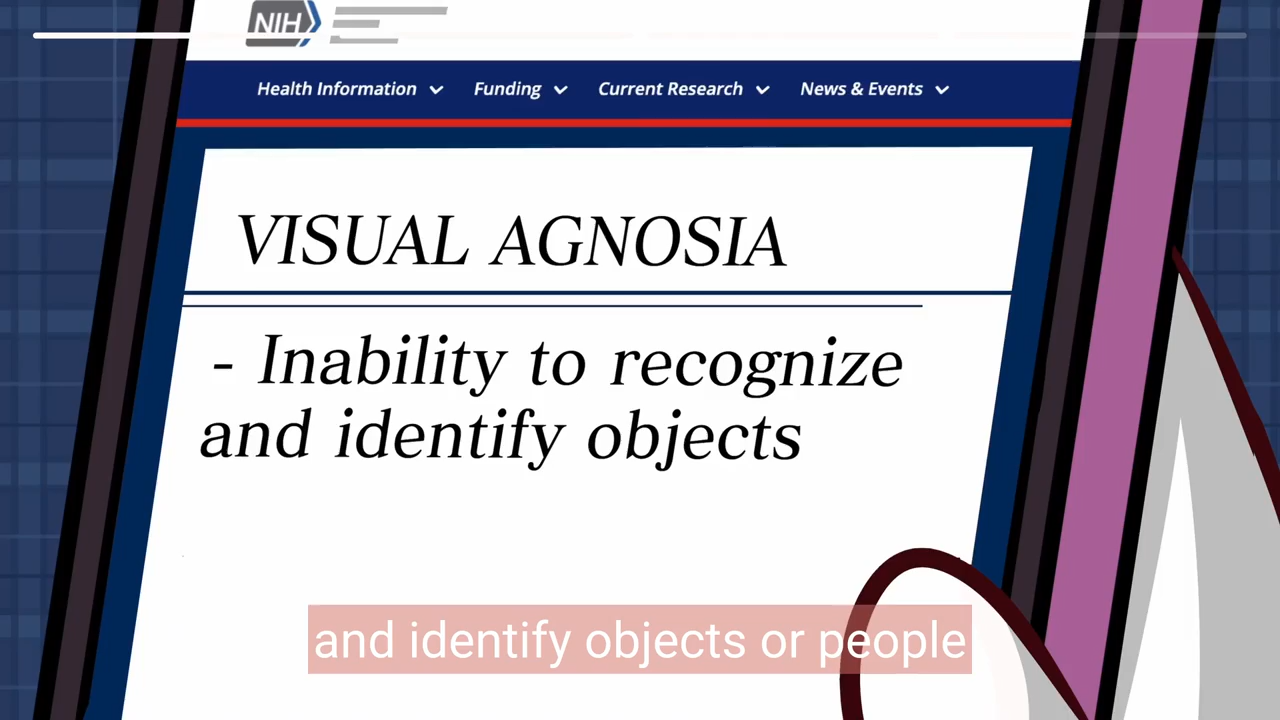 NIH
Health Information Funding Current Research News & Events
VISUAL AGNOSIA
- Inability to recognize
and identify objects
and identify objects or people